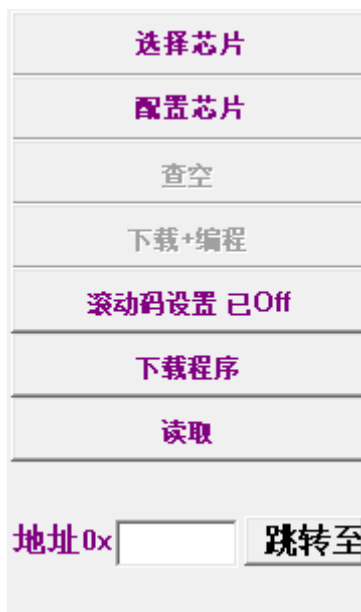 选择芯片
配置芯片
查空
下载+编程
滚动码设置 已Off
下载程序
读取
地址0x 跳转至